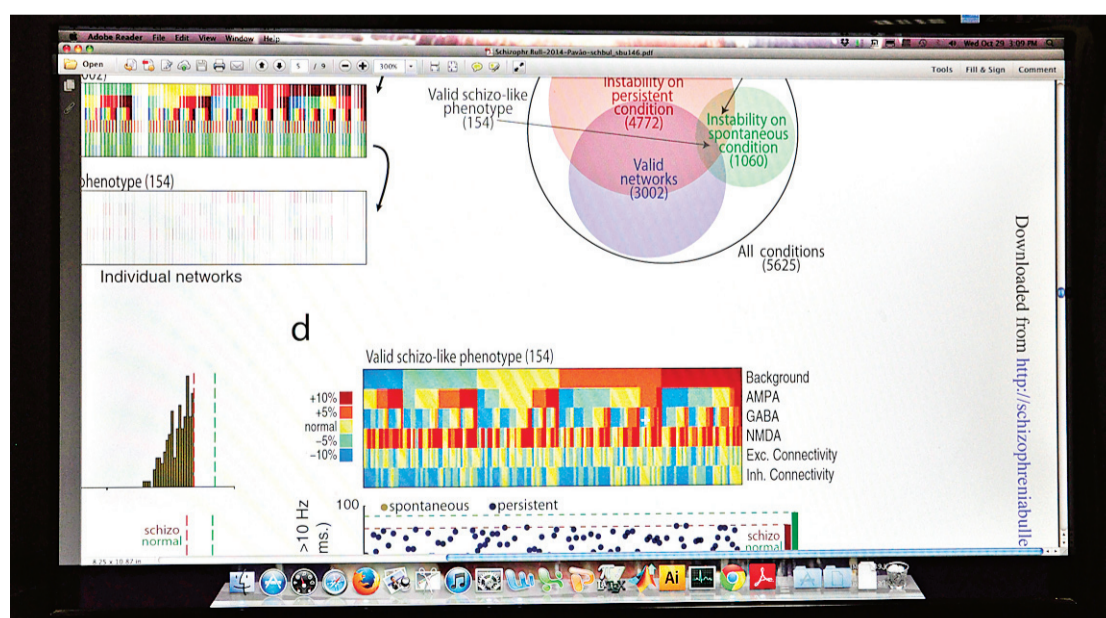 Adobe Reader File Edit View Window Help
Wed Oct 29 3:09 PM
Schizophr Bull-2014-Pavão-schbul_sbu146.pdf
Open
5 / 9
300%
Tools Fill & Sign Comment
002)
phenotype (154)
Individual networks
Valid schizo-like
phenotype
(154)
Instability on
persistent
condition
(4772)
Instability on
spontaneous
condition
(1060)
Valid
networks
(3002)
All conditions
(5625)
Downloaded from http://schizophreniabulle
d
Valid schizo-like phenotype (154)
+10%
+5%
normal
−5%
−10%
Background
AMPA
GABA
NMDA
Exc. Connectivity
Inh. Connectivity
schizo
normal
>10 Hz
ms.)
100
spontaneous persistent
schizo
normal
8.25 x 10.87 in
Ai